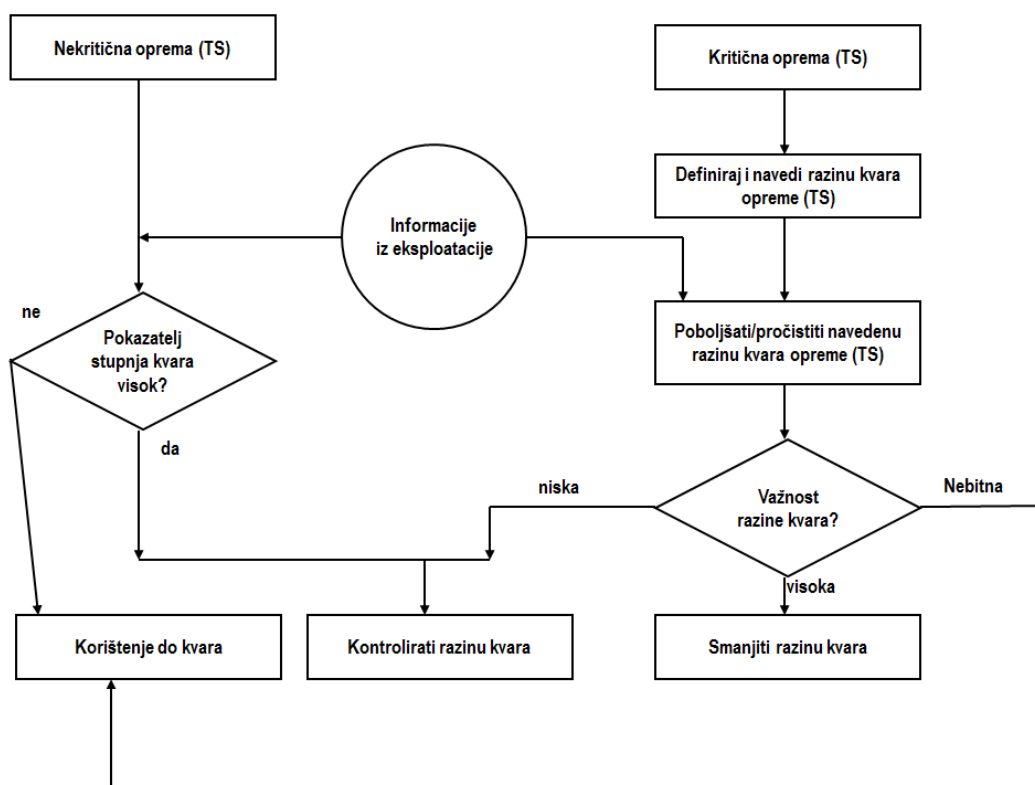 Nekritična oprema (TS)
Kritična oprema (TS)
Definiraj i navedi razinu kvara
opreme (TS)
Informacije
iz eksploatacije
ne
Pokazatelj
stupnja kvara
visok?
Poboljšati/pročistiti navedenu
razinu kvara opreme (TS)
da
niska
Važnost
razine kvara?
Nebitna
visoka
Korištenje do kvara
Kontrolirati razinu kvara
Smanjiti razinu kvara